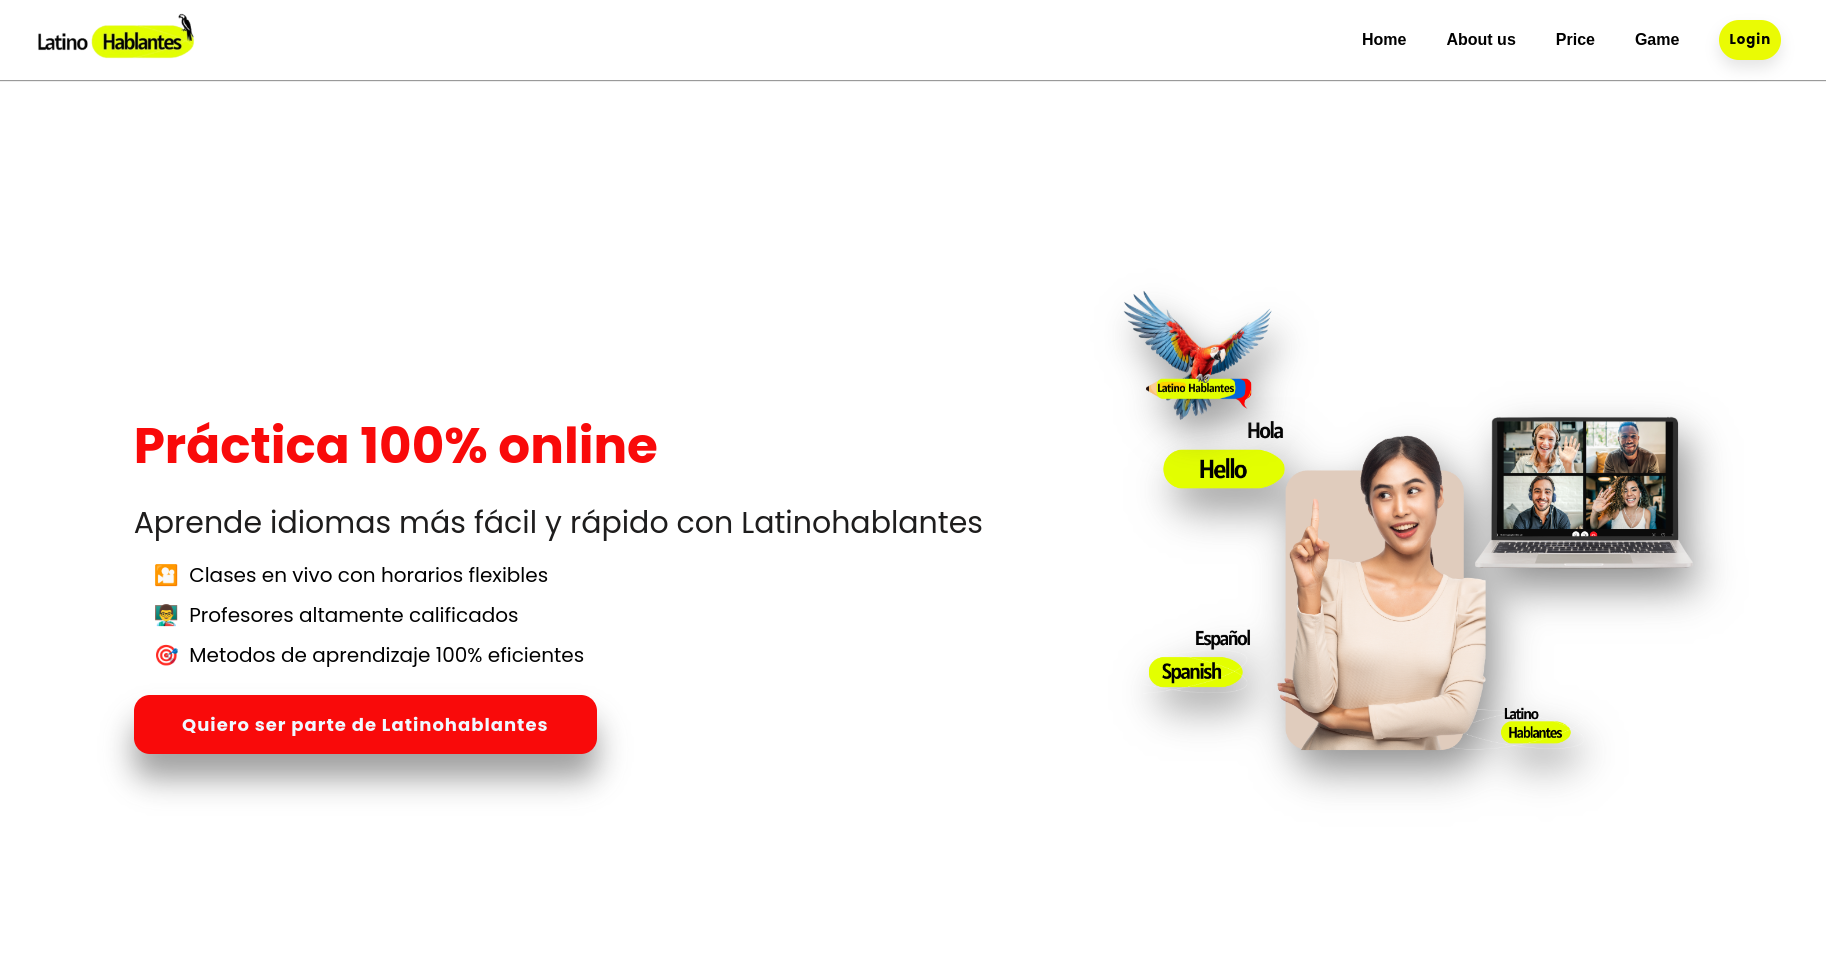 Latino Hablantes
Home
About us
Price
Game
Login
Práctica 100% online
Aprende idiomas más fácil y rápido con Latinohablantes
Clases en vivo con horarios flexibles
Profesores altamente calificados
Metodos de aprendizaje 100% eficientes
Quiero ser parte de Latinohablantes
Latino Hablantes
Hola
Hello
Español
Spanish
Latino
Hablantes